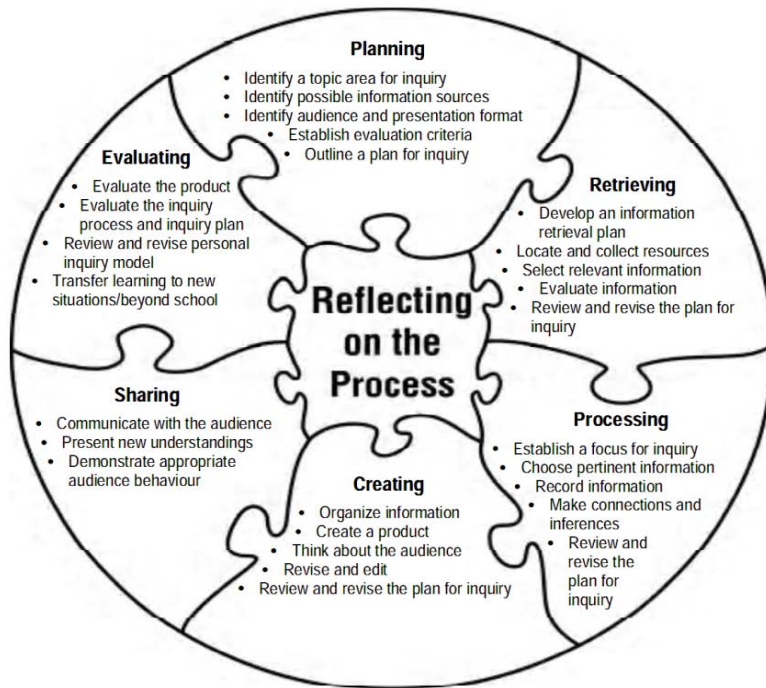 Planning
• Identify a topic area for inquiry
• Identify possible information sources
• Identify audience and presentation format
• Establish evaluation criteria
• Outline a plan for inquiry
Retrieving
• Develop an information
retrieval plan
• Locate and collect resources
• Select relevant information
• Evaluate information
• Review and revise the plan for
inquiry
Processing
• Establish a focus for inquiry
• Choose pertinent information
• Record information
• Make connections and
inferences
• Review and
revise the
plan for
inquiry
Creating
• Organize information
• Create a product
• Think about the audience
• Revise and edit
• Review and revise the plan for inquiry
Sharing
• Communicate with the audience
• Present new understandings
• Demonstrate appropriate
audience behaviour
Evaluating
• Evaluate the product
• Evaluate the inquiry
process and inquiry plan
• Review and revise personal
inquiry model
• Transfer learning to new
situations/beyond school
Reflecting
on the
Process